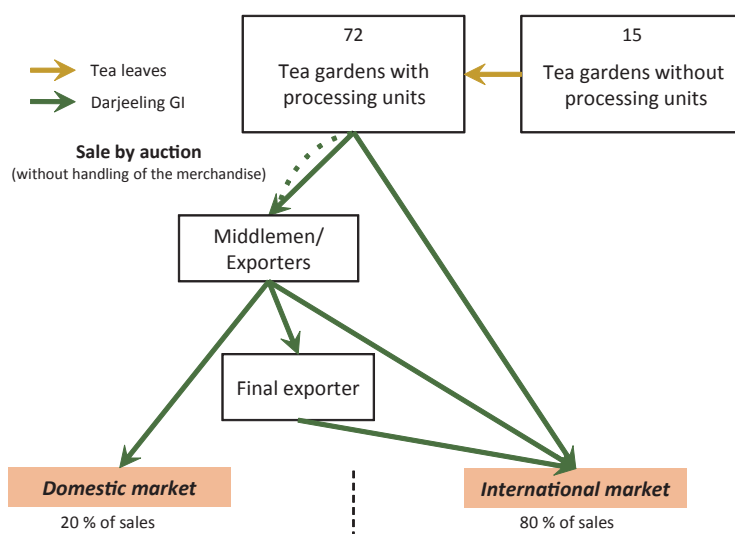 72
Tea gardens with
processing units
15
Tea gardens without
processing units
Tea leaves
Darjeeling GI
Sale by auction
(without handling of the merchandise)
Middlemen/
Exporters
Final exporter
Domestic market
20 % of sales
International market
80 % of sales